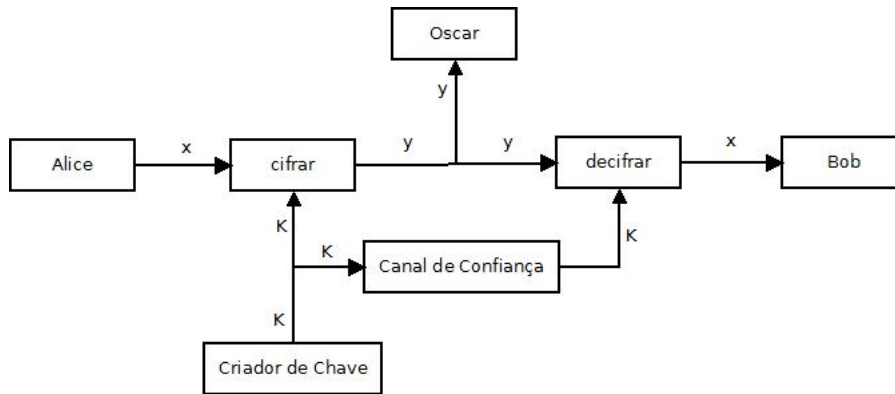 Oscar
y
Alice
x
cifrar
y
y
decifrar
x
Bob
K
K
Canal de Confiança
K
K
Criador de Chave